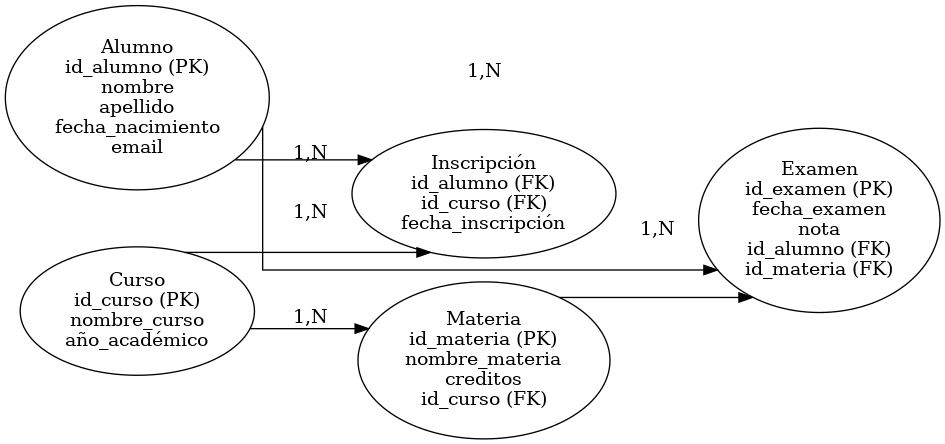 Alumno
id_alumno (PK)
nombre
apellido
fecha_nacimiento
email
1,N
1,N
Inscripción
id_alumno (FK)
id_curso (FK)
fecha_inscripción
1,N
1,N
Examen
id_examen (PK)
fecha_examen
nota
id_alumno (FK)
id_materia (FK)
Curso
id_curso (PK)
nombre_curso
año_académico
1,N
Materia
id_materia (PK)
nombre_materia
creditos
id_curso (FK)